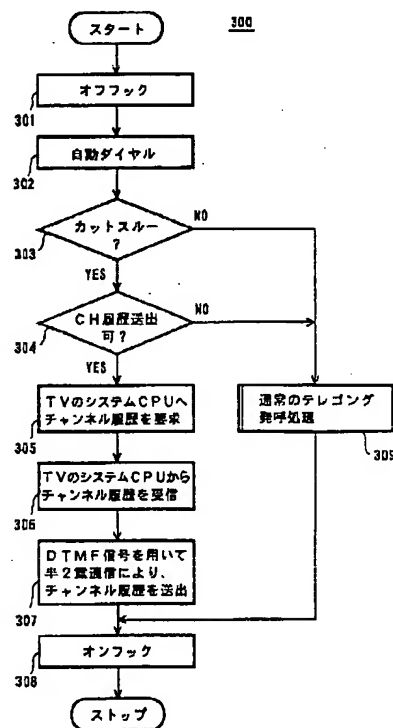 スタート
300
オフフック
301
自動ダイヤル
302
カットスルー
?
NO
303
YES
CH履歴送出
可?
NO
304
YES
TVのシステムCPUへ
チャンネル履歴を要求
305
通常のテレゴング
発呼処理
309
TVのシステムCPUから
チャンネル履歴を受信
306
DTMF信号を用いて
半2重通信により、
チャンネル履歴を送出
307
オンフック
308
ストップ